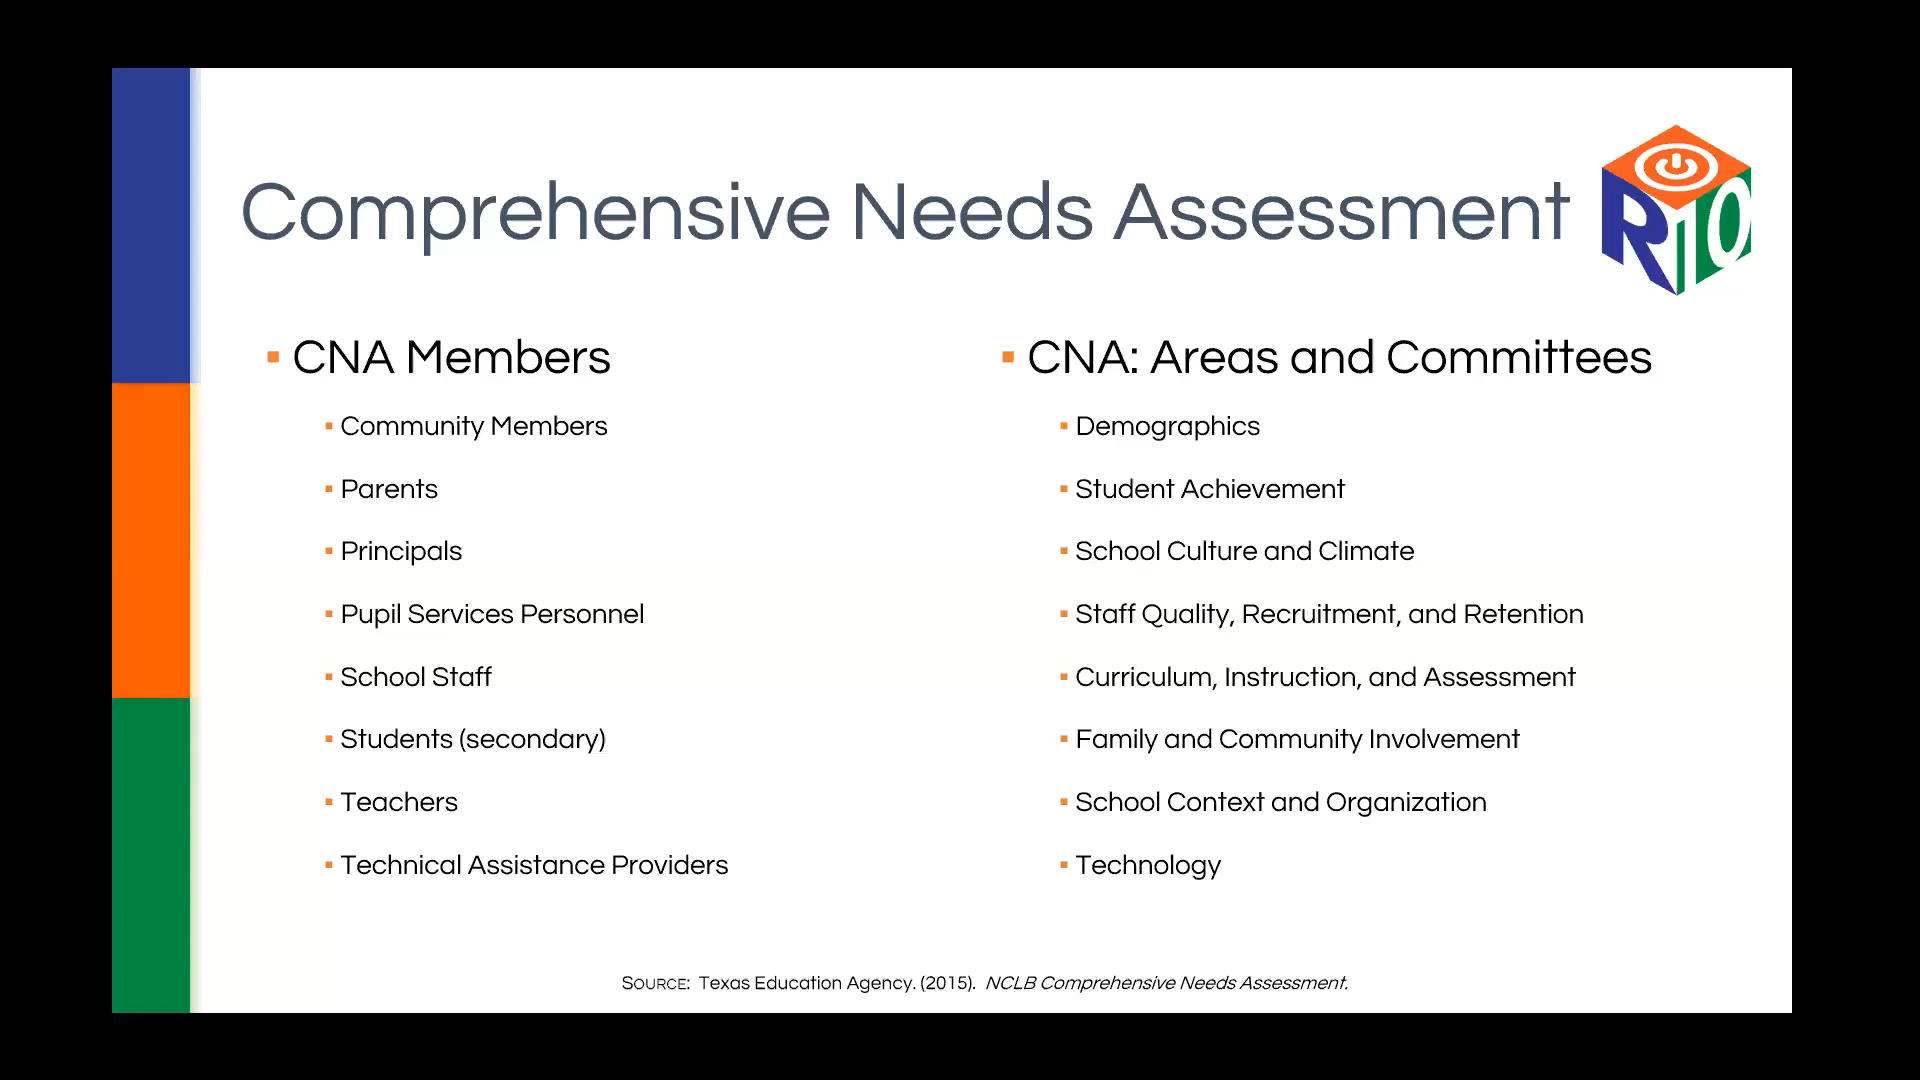 Comprehensive Needs Assessment
R10
▪ CNA Members
▪ Community Members
▪ Parents
▪ Principals
▪ Pupil Services Personnel
▪ School Staff
▪ Students (secondary)
▪ Teachers
▪ Technical Assistance Providers
▪ CNA: Areas and Committees
▪ Demographics
▪ Student Achievement
▪ School Culture and Climate
▪ Staff Quality, Recruitment, and Retention
▪ Curriculum, Instruction, and Assessment
▪ Family and Community Involvement
▪ School Context and Organization
▪ Technology
SOURCE: Texas Education Agency. (2015). NCLB Comprehensive Needs Assessment.